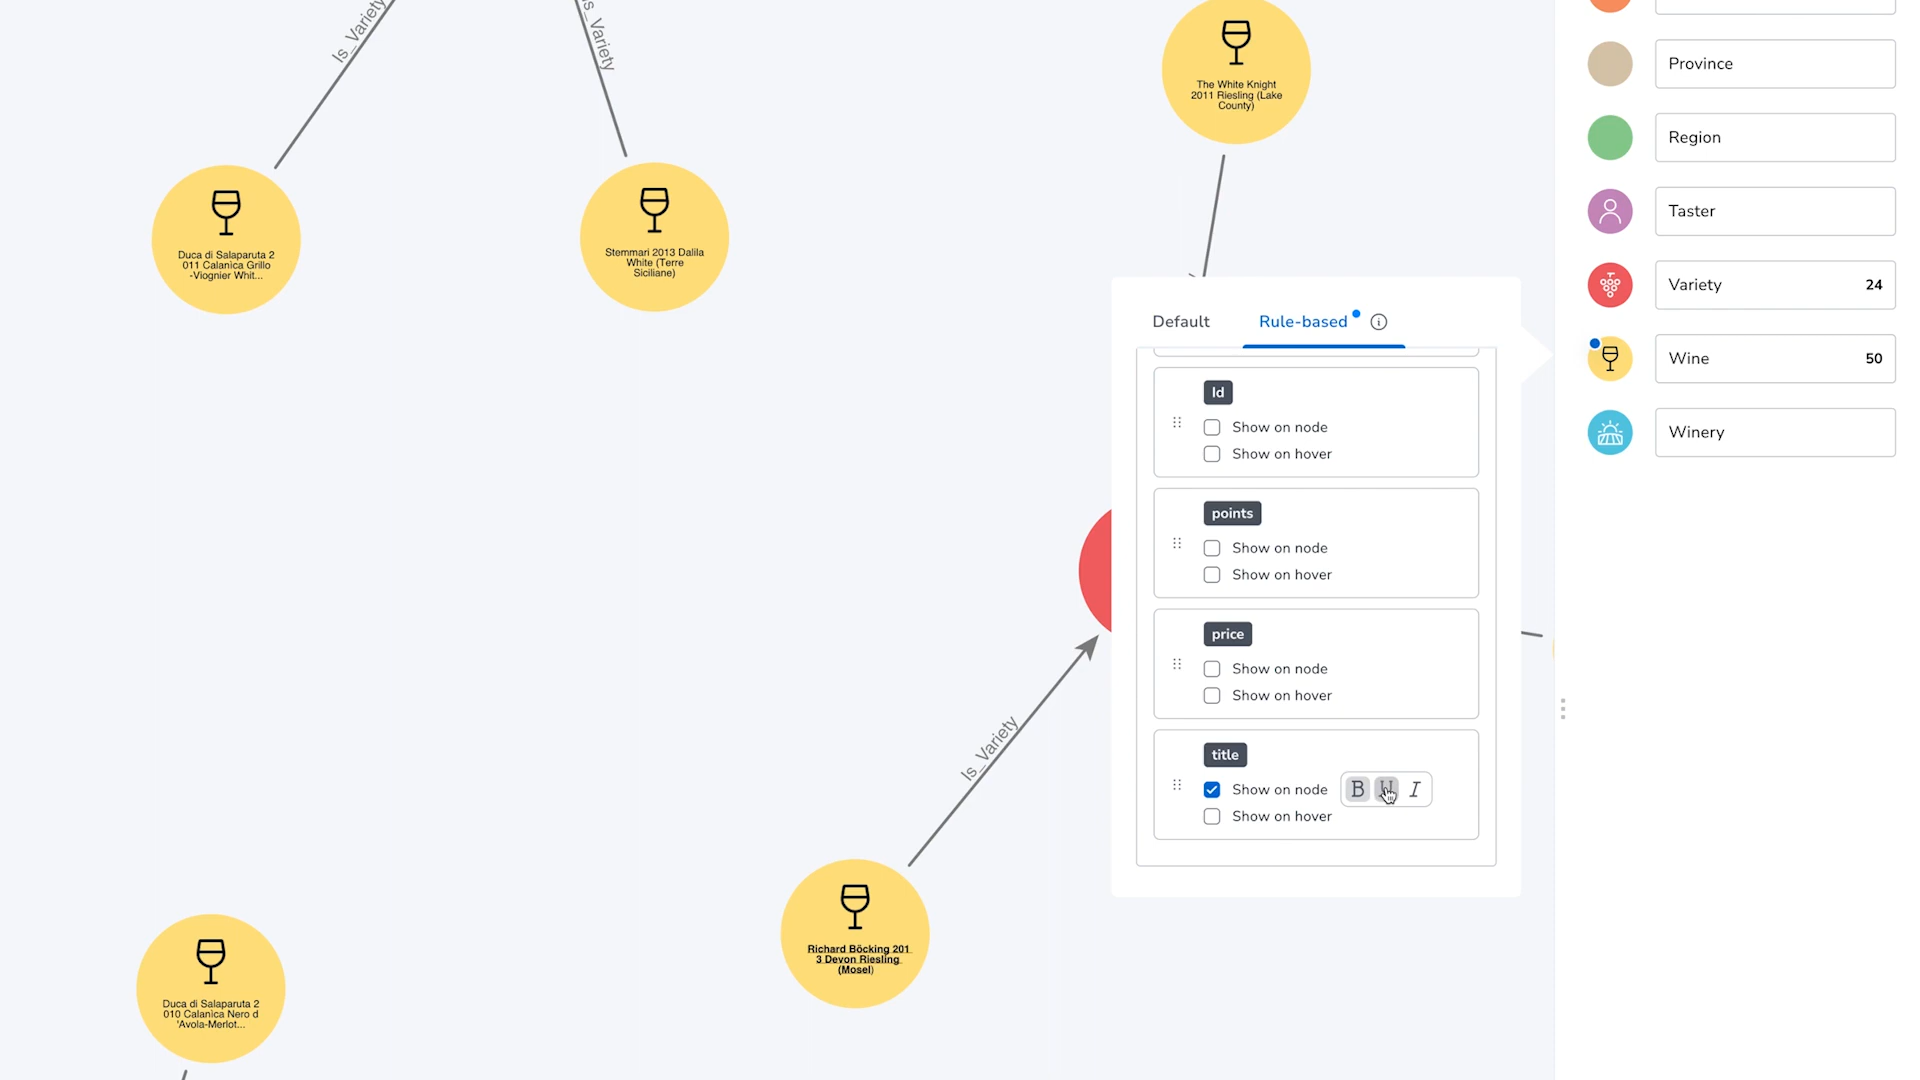 Is_Variety
Is_Variety
The White Knight
2011 Riesling (Lake
County)
Duca di Salaparuta 2
011 Calanìca Grillo
-Viognier Whit...
Stemmari 2013 Dalila
White (Terre
Siciliane)
Default
Rule-based
Id
Show on node
Show on hover
points
Show on node
Show on hover
price
Show on node
Show on hover
title
Show on node
B
U
I
Show on hover
Is_Variety
Richard Böcking 201
3 Devon Riesling
(Mosel)
Duca di Salaparuta 2
010 Calanìca Nero d
'Avola-Merlot...
Province
Region
Taster
Variety
24
Wine
50
Winery